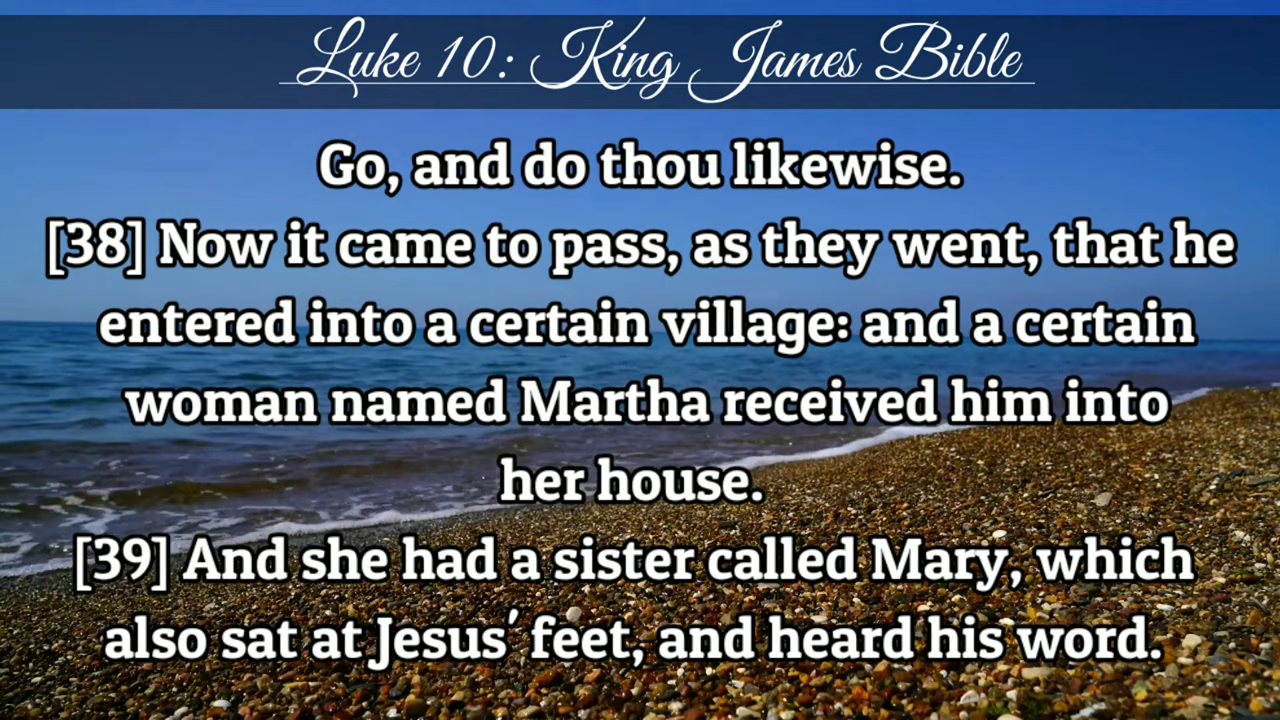 Luke 10: King James Bible
Go, and do thou likewise.
[38] Now it came to pass, as they went, that he
entered into a certain village: and a certain
woman named Martha received him into
her house.
[39] And she had a sister called Mary, which
also sat at Jesus' feet, and heard his word.